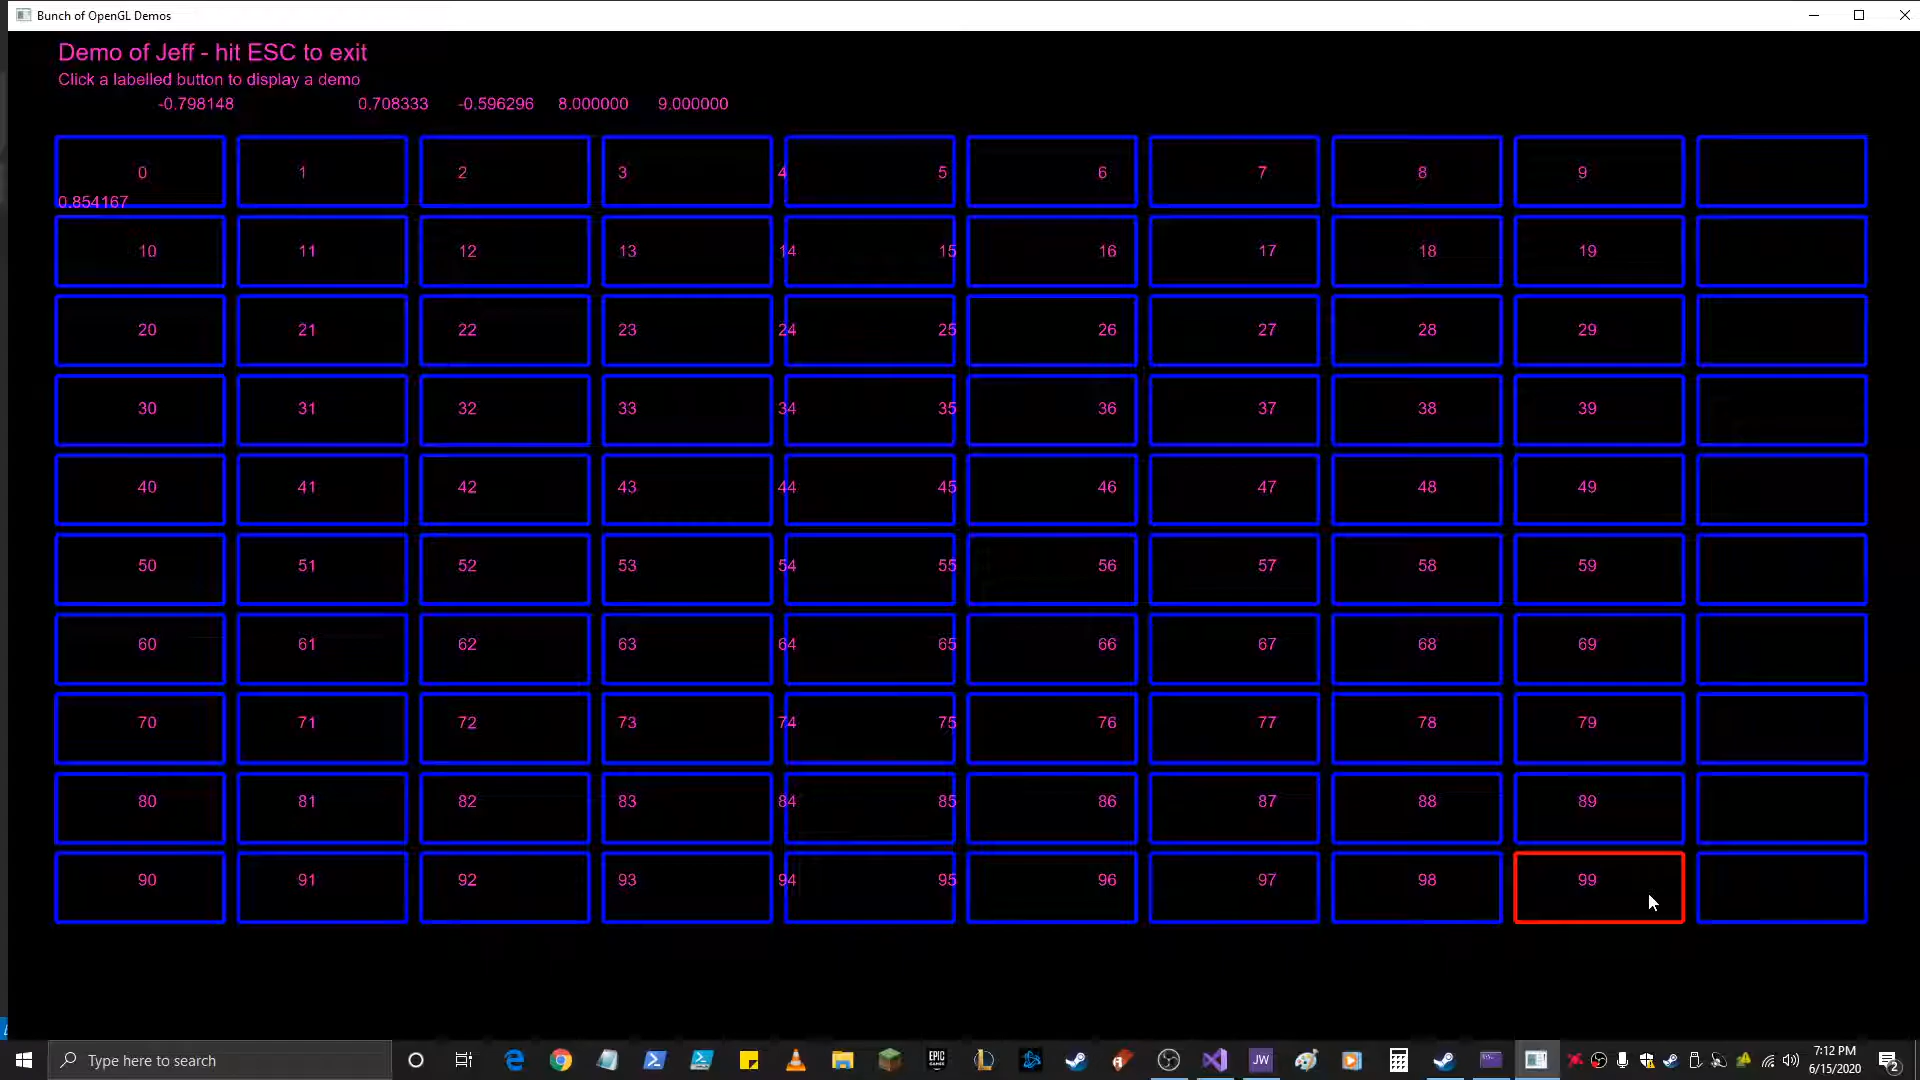 Bunch of OpenGL Demos
Demo of Jeff - hit ESC to exit
Click a labelled button to display a demo
-0.798148 0.708333 -0.596296 8.000000 9.000000
0 1 2 3 4 5 6 7 8 9
0.854167
10 11 12 13 14 15 16 17 18 19
20 21 22 23 24 25 26 27 28 29
30 31 32 33 34 35 36 37 38 39
40 41 42 43 44 45 46 47 48 49
50 51 52 53 54 55 56 57 58 59
60 61 62 63 64 65 66 67 68 69
70 71 72 73 74 75 76 77 78 79
80 81 82 83 84 85 86 87 88 89
90 91 92 93 94 95 96 97 98 99
Type here to search
EPIC GAMES
JW
7:12 PM
6/15/2020
2